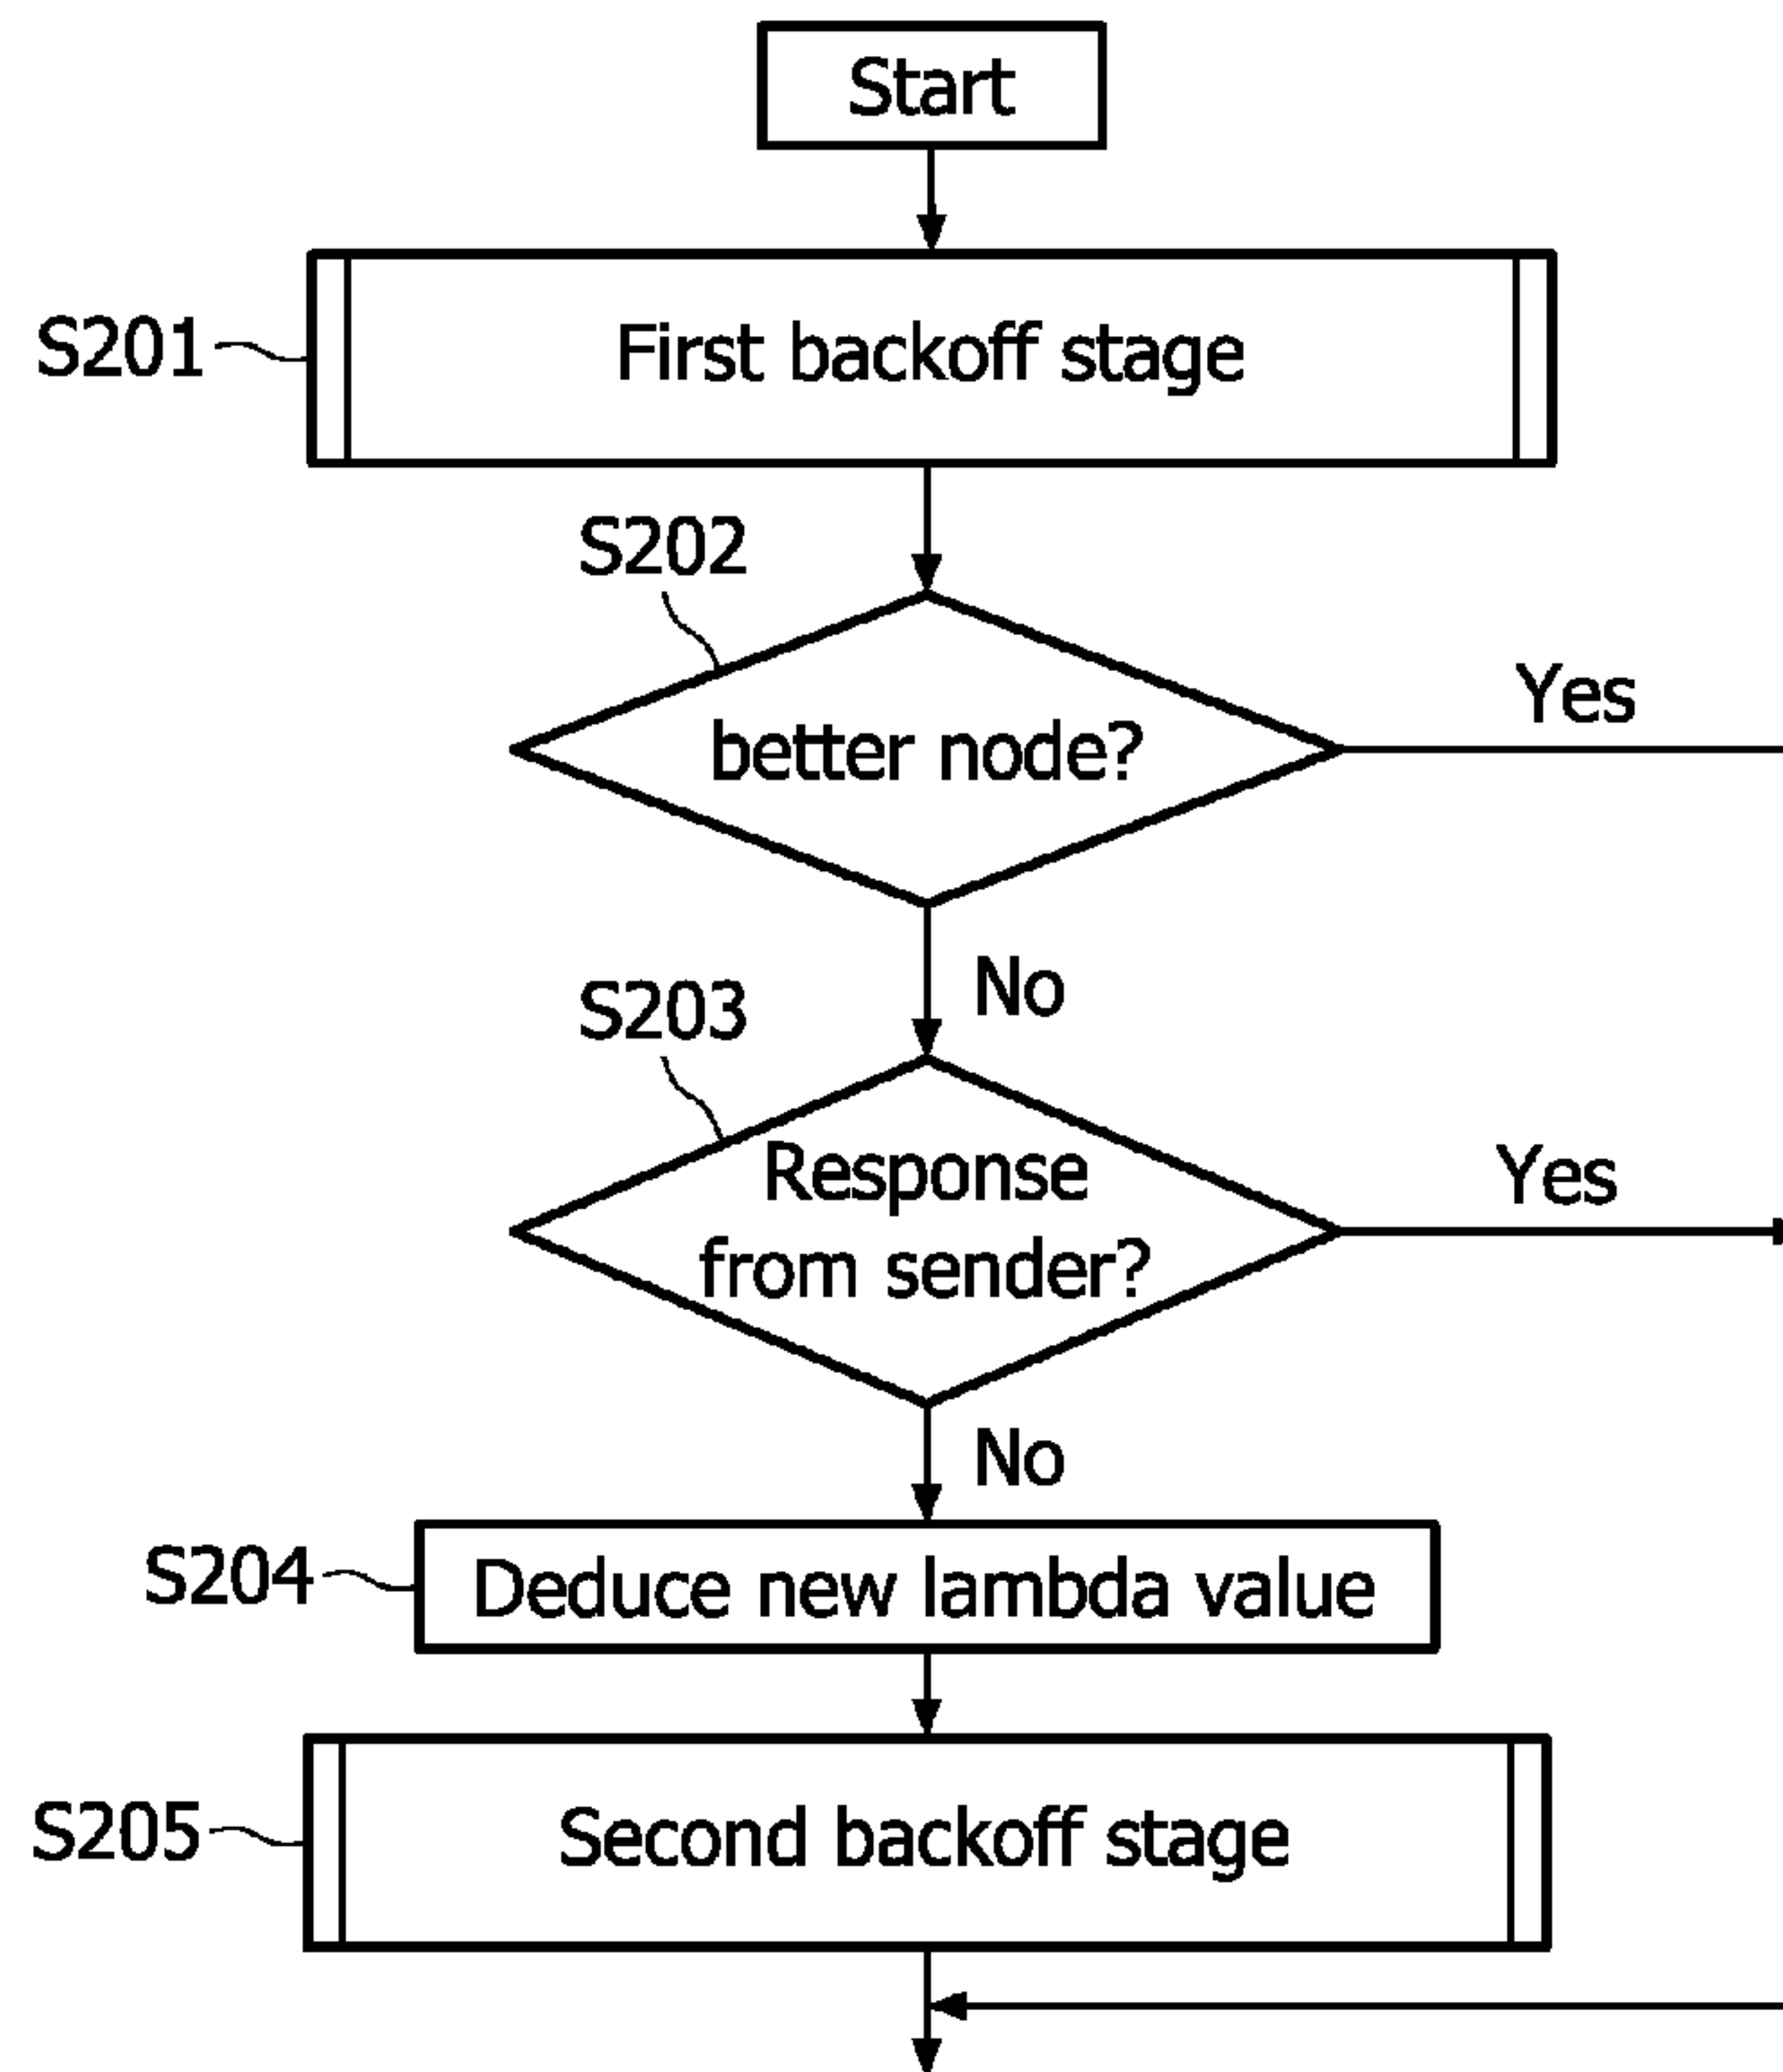 Start
S201
First backoff stage
S202
better node?
Yes
No
S203
Response
from sender?
Yes
No
S204
Deduce new lambda value
S205
Second backoff stage